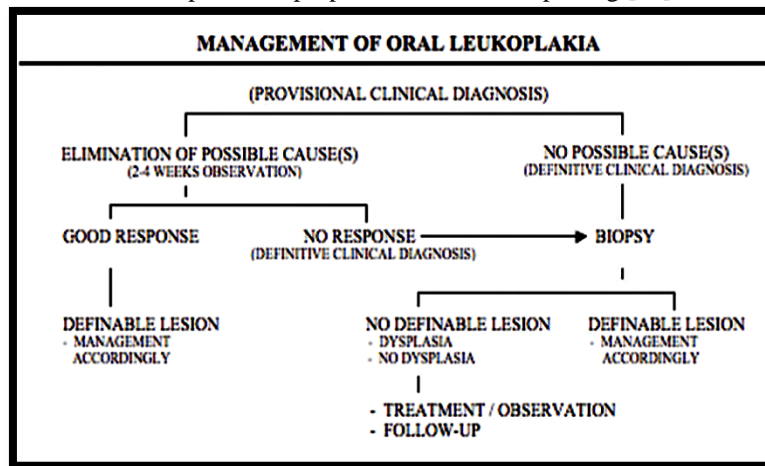 MANAGEMENT OF ORAL LEUKOPLAKIA
(PROVISIONAL CLINICAL DIAGNOSIS)
ELIMINATION OF POSSIBLE CAUSE(S)
(2-4 WEEKS OBSERVATION)
NO POSSIBLE CAUSE(S)
(DEFINITIVE CLINICAL DIAGNOSIS)
GOOD RESPONSE
NO RESPONSE
(DEFINITIVE CLINICAL DIAGNOSIS)
BIOPSY
DEFINABLE LESION
- MANAGEMENT
ACCORDINGLY
NO DEFINABLE LESION
- DYSPLASIA
- NO DYSPLASIA
DEFINABLE LESION
- MANAGEMENT
ACCORDINGLY
- TREATMENT / OBSERVATION
- FOLLOW-UP